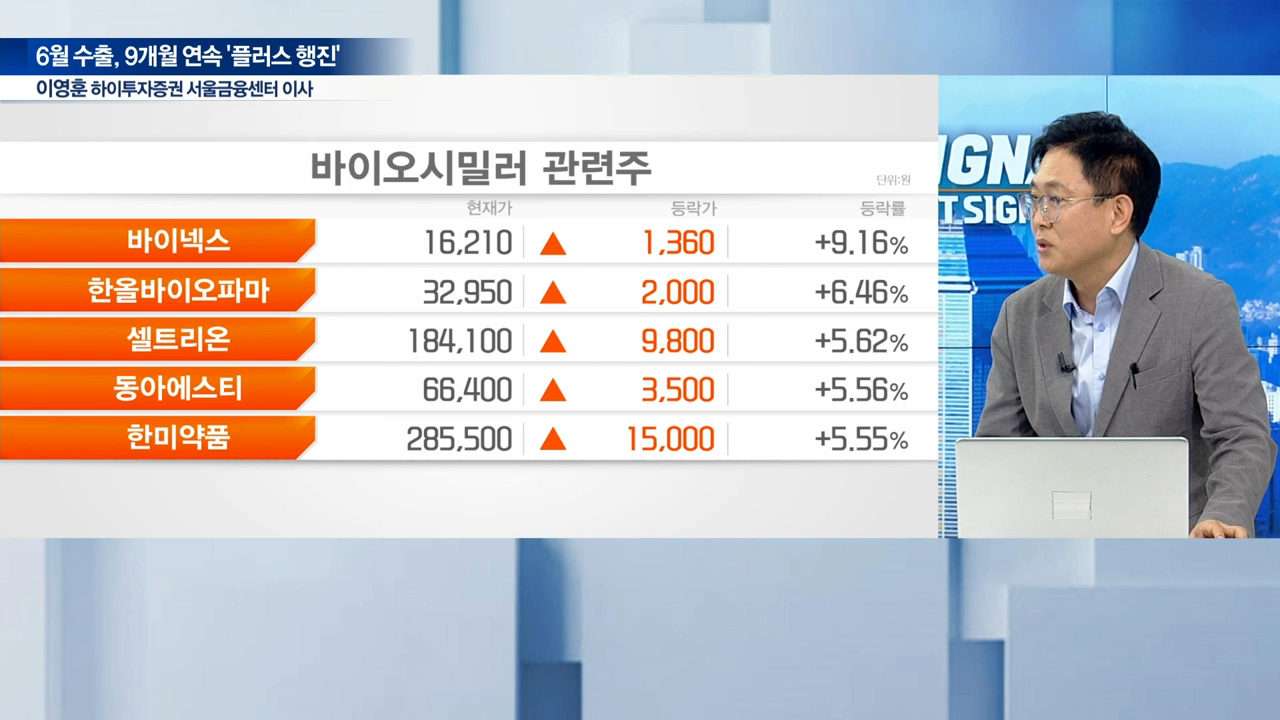 6월 수출, 9개월 연속 '플러스 행진'
이영훈 하이투자증권 서울금융센터 이사
바이오시밀러 관련주
단위:원
현재가 등락가 등락률
바이넥스 16,210 ▲ 1,360 +9.16%
한올바이오파마 32,950 ▲ 2,000 +6.46%
셀트리온 184,100 ▲ 9,800 +5.62%
동아에스티 66,400 ▲ 3,500 +5.56%
한미약품 285,500 ▲ 15,000 +5.55%